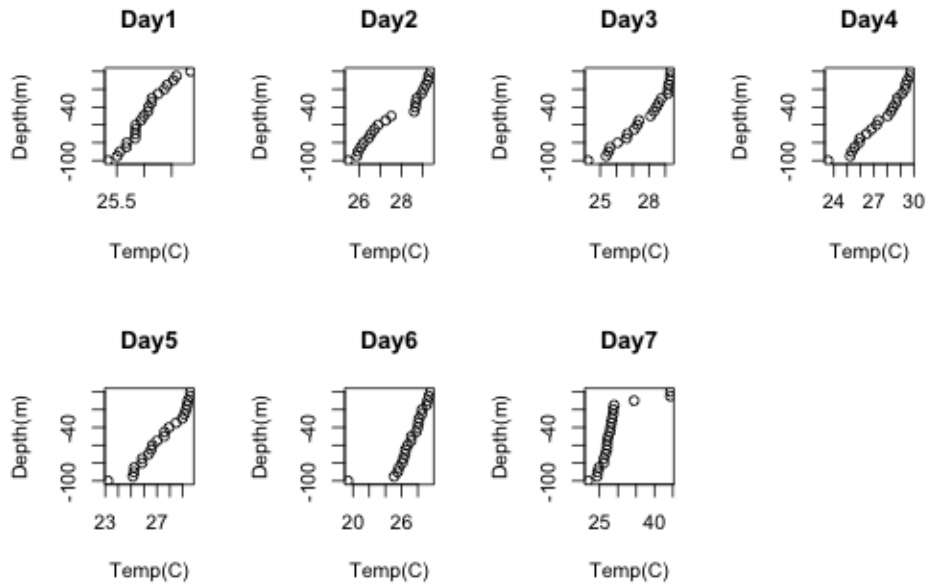 Day1
Day2
Day3
Day4
Depth(m)
-40
-100
25.5
Temp(C)
Depth(m)
-40
-100
26 28
Temp(C)
Depth(m)
-40
-100
25 28
Temp(C)
Depth(m)
-40
-100
24 27 30
Temp(C)
Day5
Day6
Day7
Depth(m)
-40
-100
23 27
Temp(C)
Depth(m)
-40
-100
20 26
Temp(C)
Depth(m)
-40
-100
25 40
Temp(C)